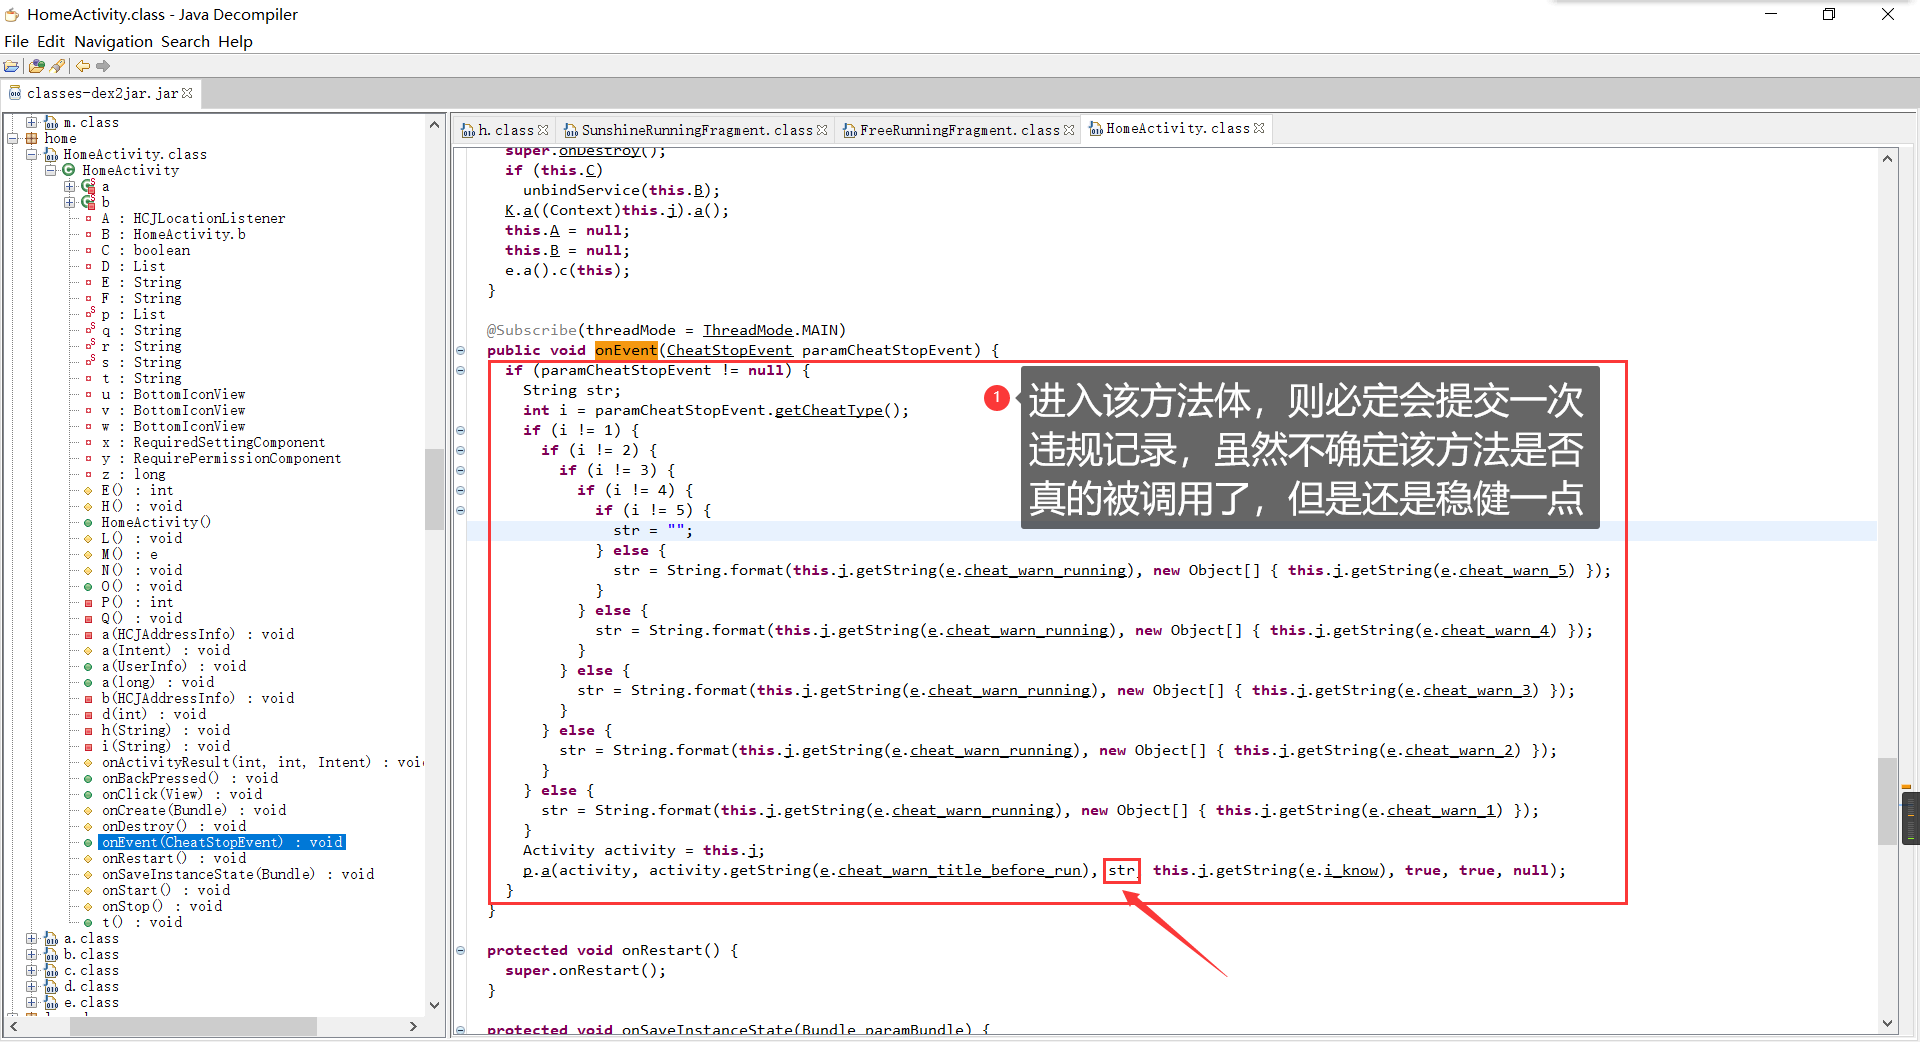 HomeActivity.class - Java Decompiler
File Edit Navigation Search Help
classes-dex2jar.jar
m.class
home
HomeActivity.class
HomeActivity
a
b
A : HCJLocationListener
B : HomeActivity.b
C : boolean
D : List
E : String
F : String
p : List
q : String
r : String
s : String
t : String
u : BottomIconView
v : BottomIconView
w : BottomIconView
x : RequiredSettingComponent
y : RequirePermissionComponent
z : long
E() : int
H() : void
HomeActivity()
L() : void
M() : e
N() : void
O() : void
P() : int
Q() : void
a(HCJAddressInfo) : void
a(Intent) : void
a(UserInfo) : void
a(long) : void
b(HCJAddressInfo) : void
d(int) : void
h(String) : void
i(String) : void
onActivityResult(int, int, Intent) : voi
onBackPressed() : void
onClick(View) : void
onCreate(Bundle) : void
onDestroy() : void
onEvent(CheatStopEvent) : void
onRestart() : void
onSaveInstanceState(Bundle) : void
onStart() : void
onStop() : void
t() : void
a.class
b.class
c.class
d.class
e.class
h.class SunshineRunningFragment.class FreeRunningFragment.class HomeActivity.class
super.onDestroy();
if (this.C)
unbindService(this.B);
K.a((Context)this.j).a();
this.A = null;
this.B = null;
e.a().c(this);
}
@Subscribe(threadMode = ThreadMode.MAIN)
public void onEvent(CheatStopEvent paramCheatStopEvent) {
if (paramCheatStopEvent != null) {
String str;
int i = paramCheatStopEvent.getCheatType();
if (i != 1) {
if (i != 2) {
if (i != 3) {
if (i != 4) {
if (i != 5) {
str = "";
} else {
str = String.format(this.j.getString(e.cheat_warn_running), new Object[] { this.j.getString(e.cheat_warn_5) });
}
} else {
str = String.format(this.j.getString(e.cheat_warn_running), new Object[] { this.j.getString(e.cheat_warn_4) });
}
} else {
str = String.format(this.j.getString(e.cheat_warn_running), new Object[] { this.j.getString(e.cheat_warn_3) });
}
} else {
str = String.format(this.j.getString(e.cheat_warn_running), new Object[] { this.j.getString(e.cheat_warn_2) });
}
} else {
str = String.format(this.j.getString(e.cheat_warn_running), new Object[] { this.j.getString(e.cheat_warn_1) });
}
Activity activity = this.j;
p.a(activity, activity.getString(e.cheat_warn_title_before_run), str, this.j.getString(e.i_know), true, true, null);
}
}
protected void onRestart() {
super.onRestart();
}
protected void onSaveInstanceState(Bundle paramBundle) {
1
进入该方法体，则必定会提交一次
违规记录，虽然不确定该方法是否
真的被调用了，但是还是稳健一点